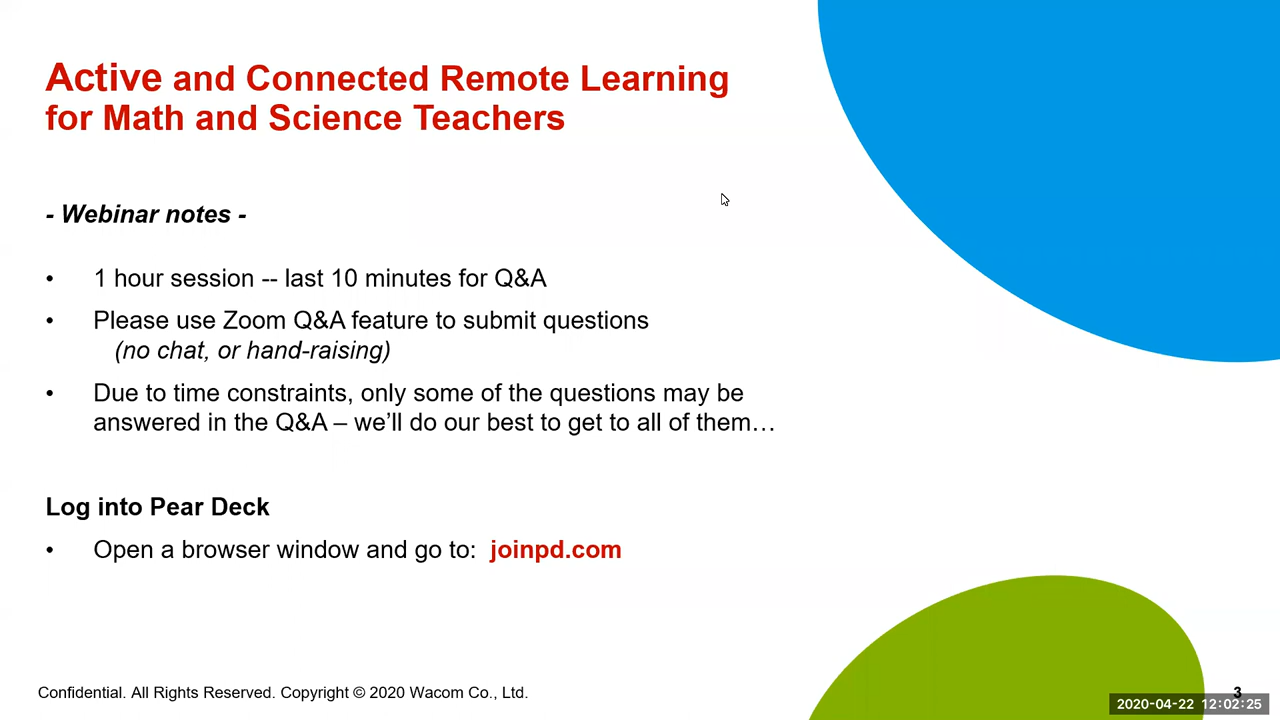 Active and Connected Remote Learning
for Math and Science Teachers
- Webinar notes -
• 1 hour session -- last 10 minutes for Q&A
• Please use Zoom Q&A feature to submit questions
(no chat, or hand-raising)
• Due to time constraints, only some of the questions may be
answered in the Q&A – we’ll do our best to get to all of them…
Log into Pear Deck
• Open a browser window and go to: joinpd.com
Confidential. All Rights Reserved. Copyright © 2020 Wacom Co., Ltd.
3
2020-04-22 12:02:25